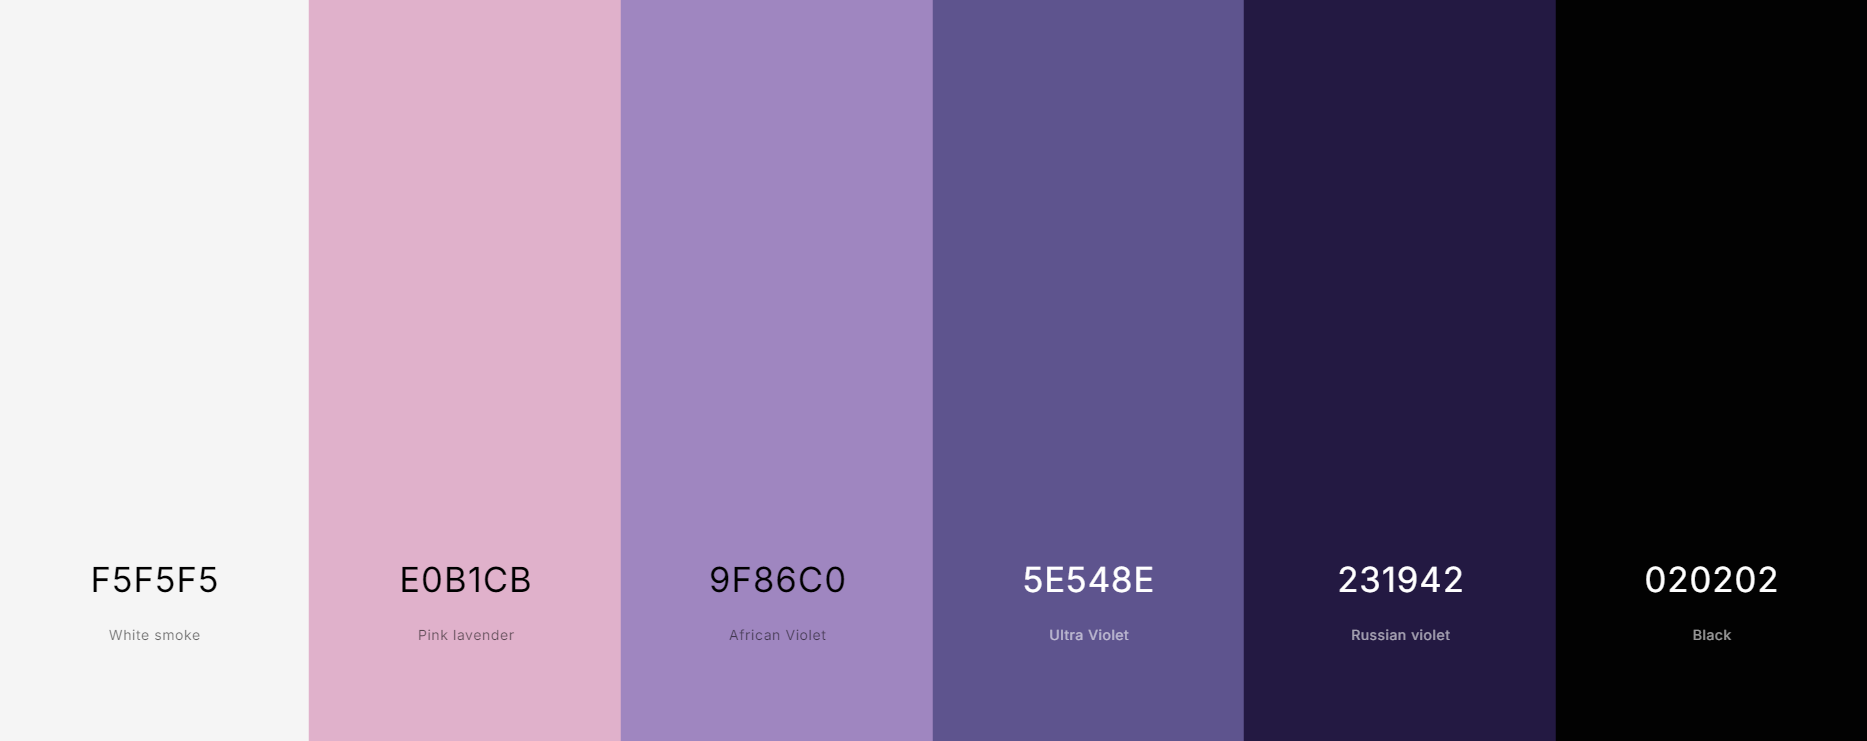 F5F5F5
White smoke
E0B1CB
Pink lavender
9F86C0
African Violet
5E548E
Ultra Violet
231942
Russian violet
020202
Black